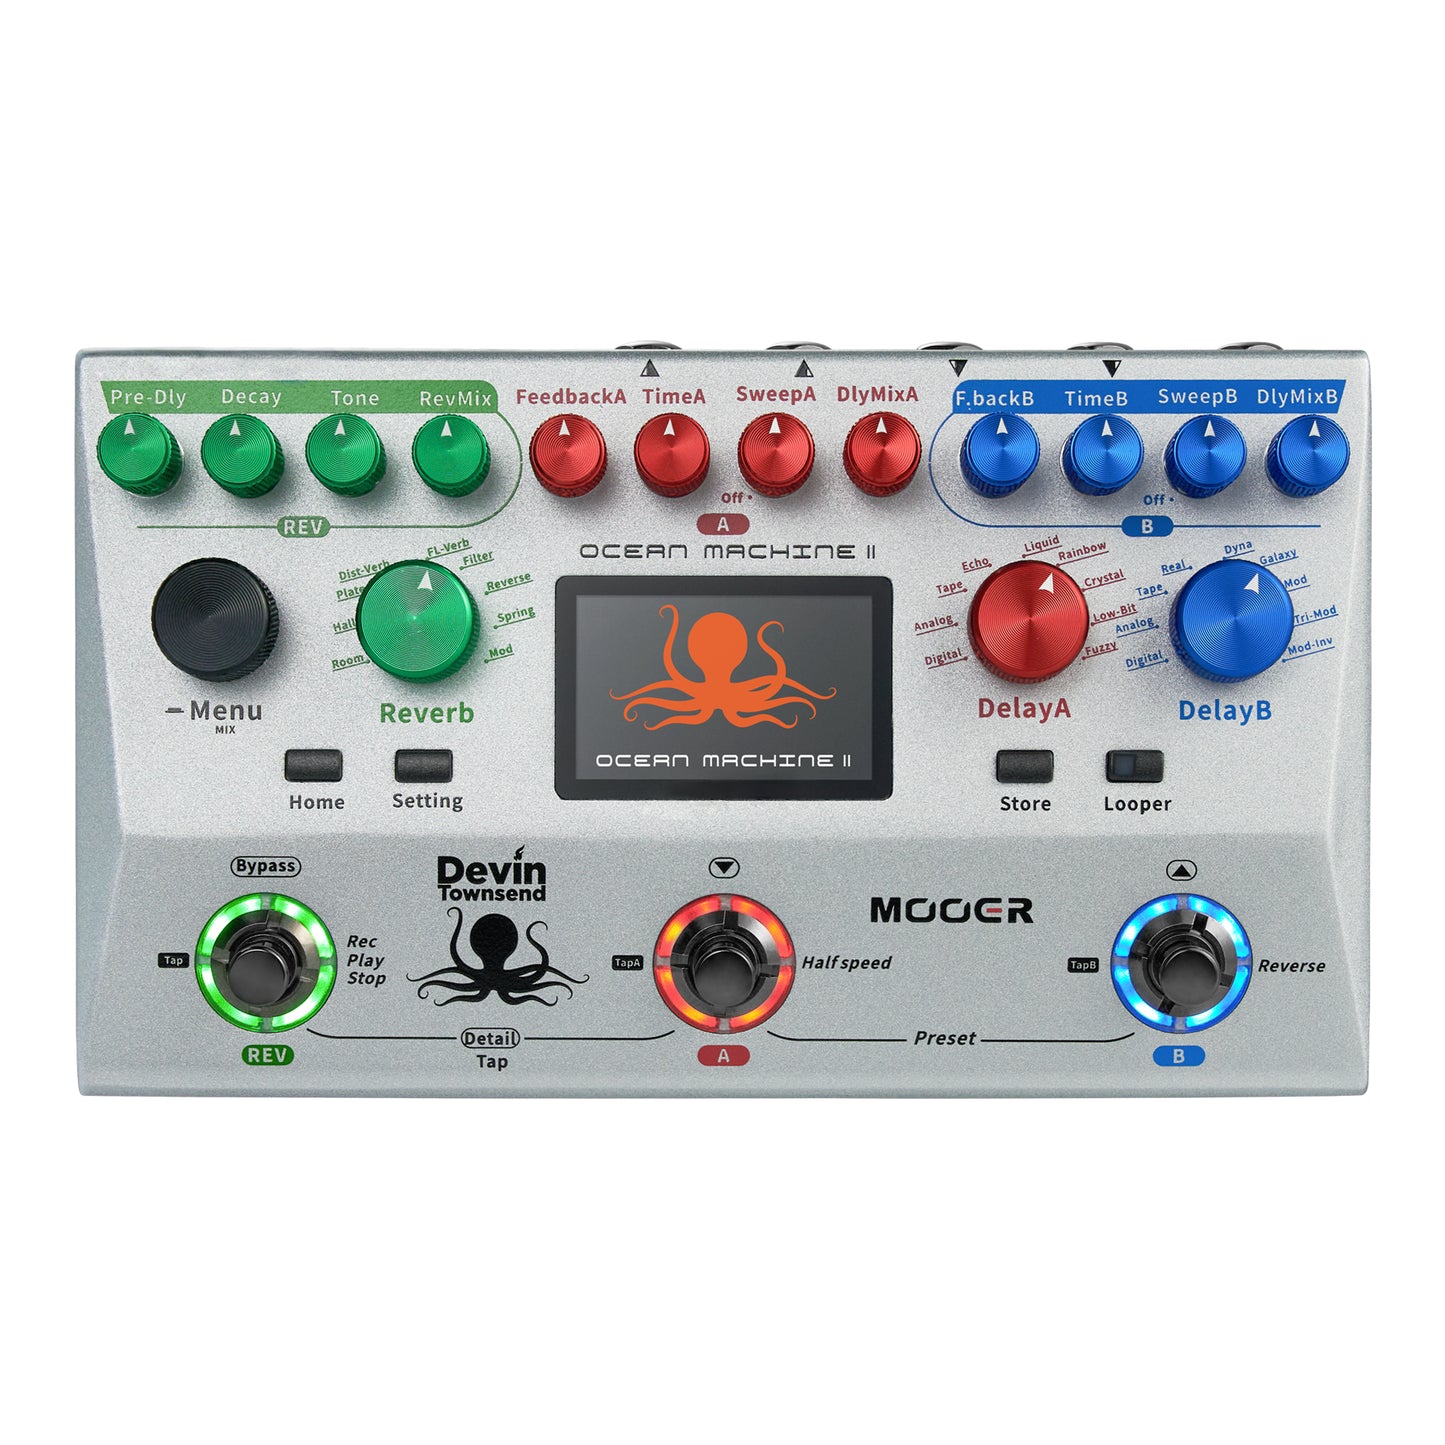 Pre-Dly Decay Tone RevMix FeedbackA TimeA SweepA DlyMixA F.backB TimeB SweepB DlyMixB
Off Off
REV A B
OCEAN MACHINE II
FL-Verb
Filter
Dist-Verb
Reverse
Plate
Spring
Hall
Mod
Room
Liquid
Rainbow
Echo
Crystal
Tape
Low-Bit
Analog
Fuzzy
Digital
Dyna
Galaxy
Real
Mod
Tape
Tri-Mod
Analog
Mod-Inv
Digital
OCEAN MACHINE II
Menu Reverb DelayA DelayB
MIX
Home Setting Store Looper
Bypass
Devin
Townsend
MOOER
Tap
Rec
Play
Stop
TapA
Half speed
TapB
Reverse
Detail
Tap
Preset
REV A B